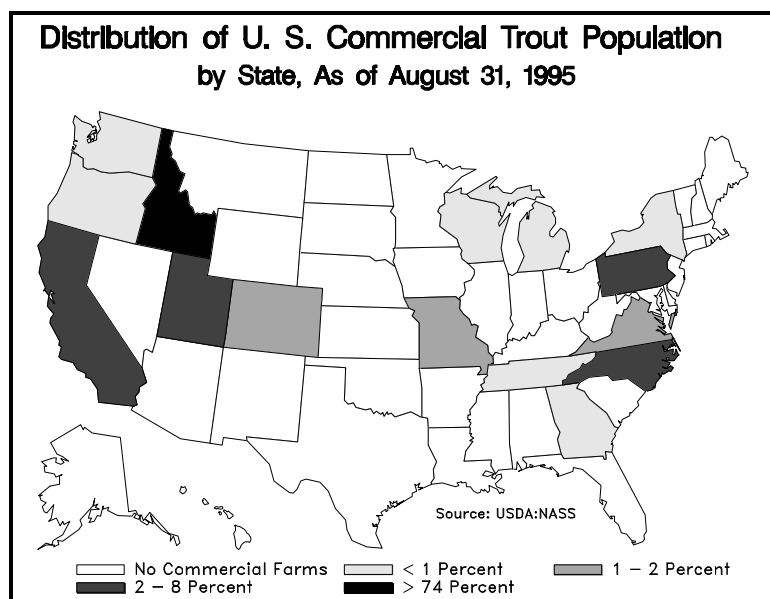 Distribution of U. S. Commercial Trout Population
by State, As of August 31, 1995
Source: USDA:NASS
No Commercial Farms
< 1 Percent
1 – 2 Percent
2 – 8 Percent
> 74 Percent